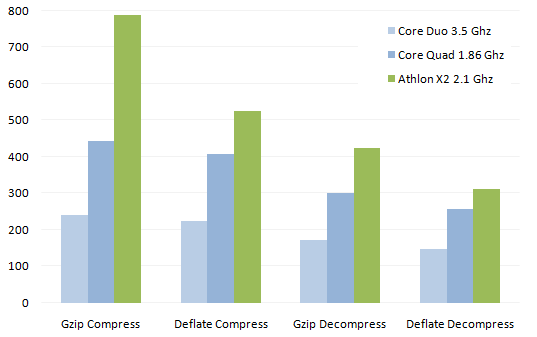 800
700
600
500
400
300
200
100
0
Core Duo 3.5 Ghz
Core Quad 1.86 Ghz
Athlon X2 2.1 Ghz
Gzip Compress Deflate Compress Gzip Decompress Deflate Decompress